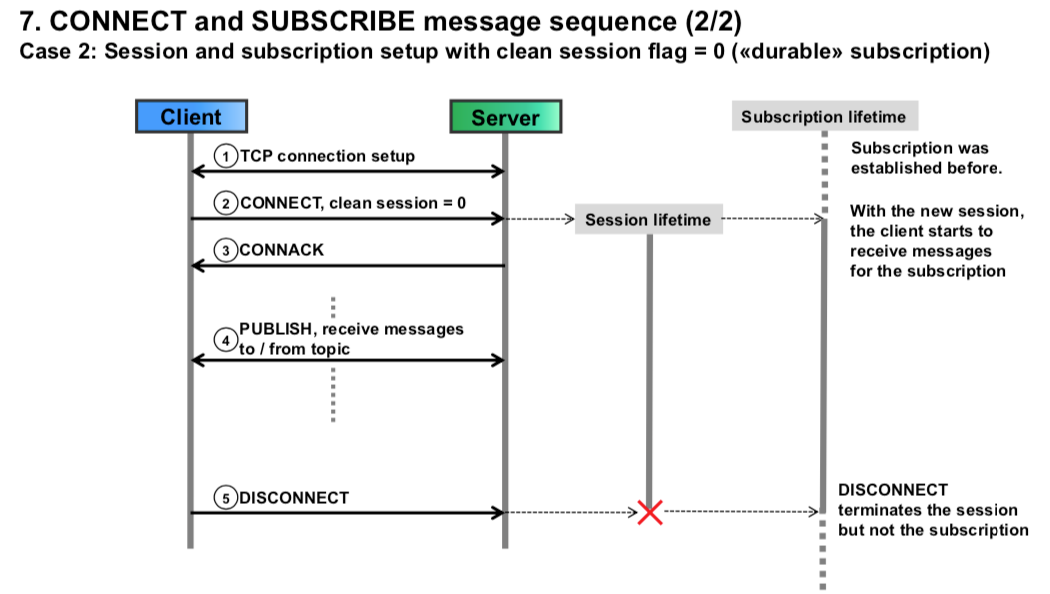 7. CONNECT and SUBSCRIBE message sequence (2/2)
Case 2: Session and subscription setup with clean session flag = 0 («durable» subscription)
Client
Server
Subscription lifetime
1 TCP connection setup
Subscription was
established before.
2 CONNECT, clean session = 0
Session lifetime
With the new session,
the client starts to
receive messages
for the subscription
3 CONNACK
4 PUBLISH, receive messages
to / from topic
5 DISCONNECT
DISCONNECT
terminates the session
but not the subscription